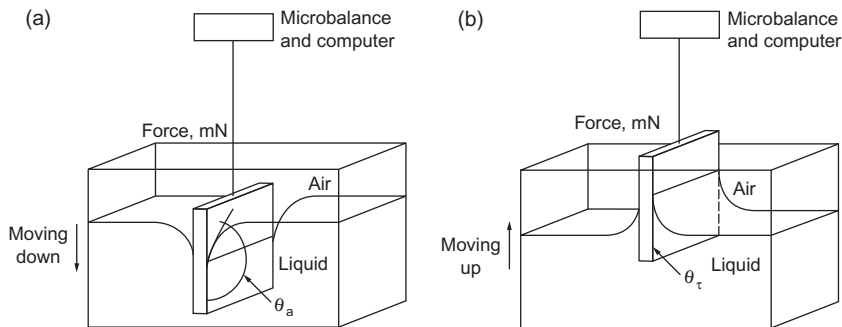 (a)
Microbalance
and computer
Force, mN
Air
Moving
down
Liquid
θa
(b)
Microbalance
and computer
Force, mN
Air
Moving
up
Liquid
θτ